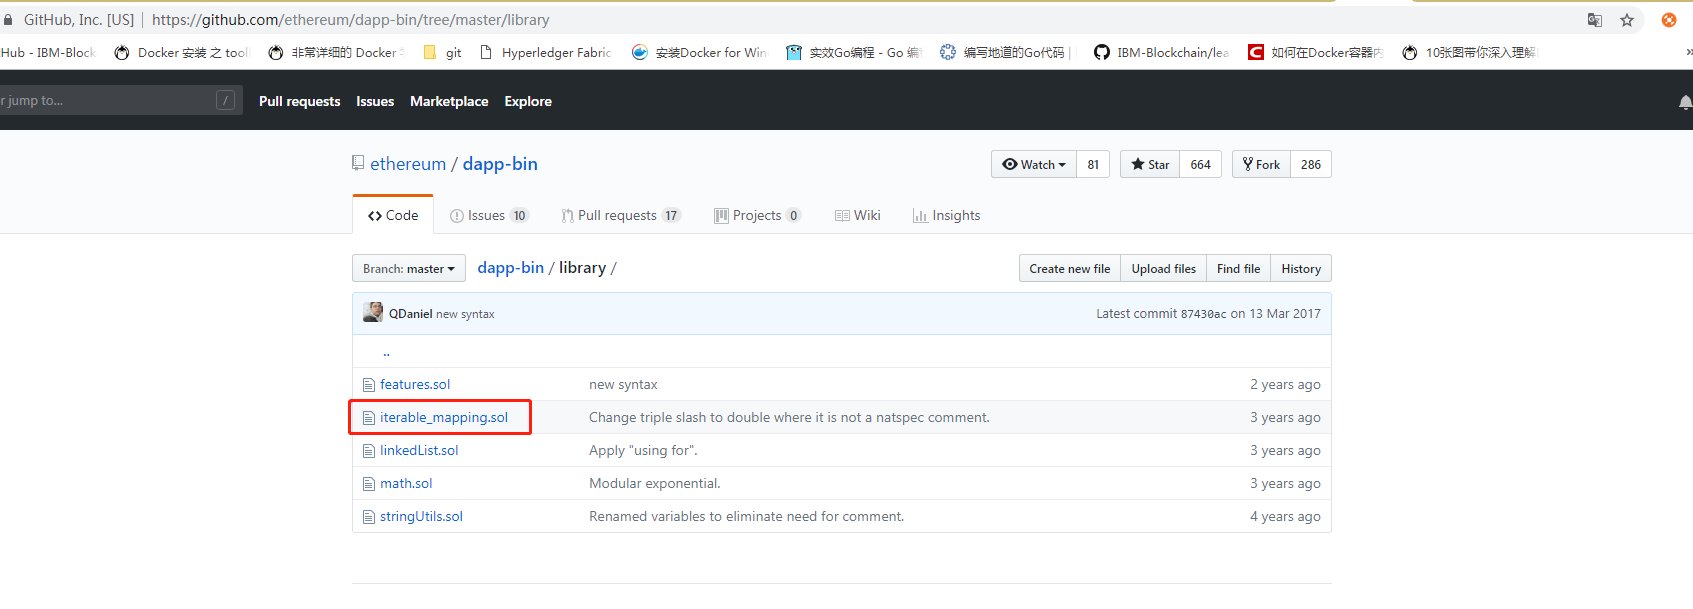 GitHub, Inc. [US] | https://github.com/ethereum/dapp-bin/tree/master/library
Hub - IBM-Block Docker 安装 之 tool 非常详细的 Docker git Hyperledger Fabric 安装Docker for Win 实效Go编程 - Go 编 编写地道的Go代码 | IBM-Blockchain/lea 如何在Docker容器内 10张图带你深入理解 »
r jump to... / Pull requests Issues Marketplace Explore
ethereum / dapp-bin Watch 81 Star 664 Fork 286
Code Issues 10 Pull requests 17 Projects 0 Wiki Insights
Branch: master dapp-bin / library / Create new file Upload files Find file History
QDaniel new syntax Latest commit 87430ac on 13 Mar 2017
..
features.sol new syntax 2 years ago
iterable_mapping.sol Change triple slash to double where it is not a natspec comment. 3 years ago
linkedList.sol Apply "using for". 3 years ago
math.sol Modular exponential. 3 years ago
stringUtils.sol Renamed variables to eliminate need for comment. 4 years ago